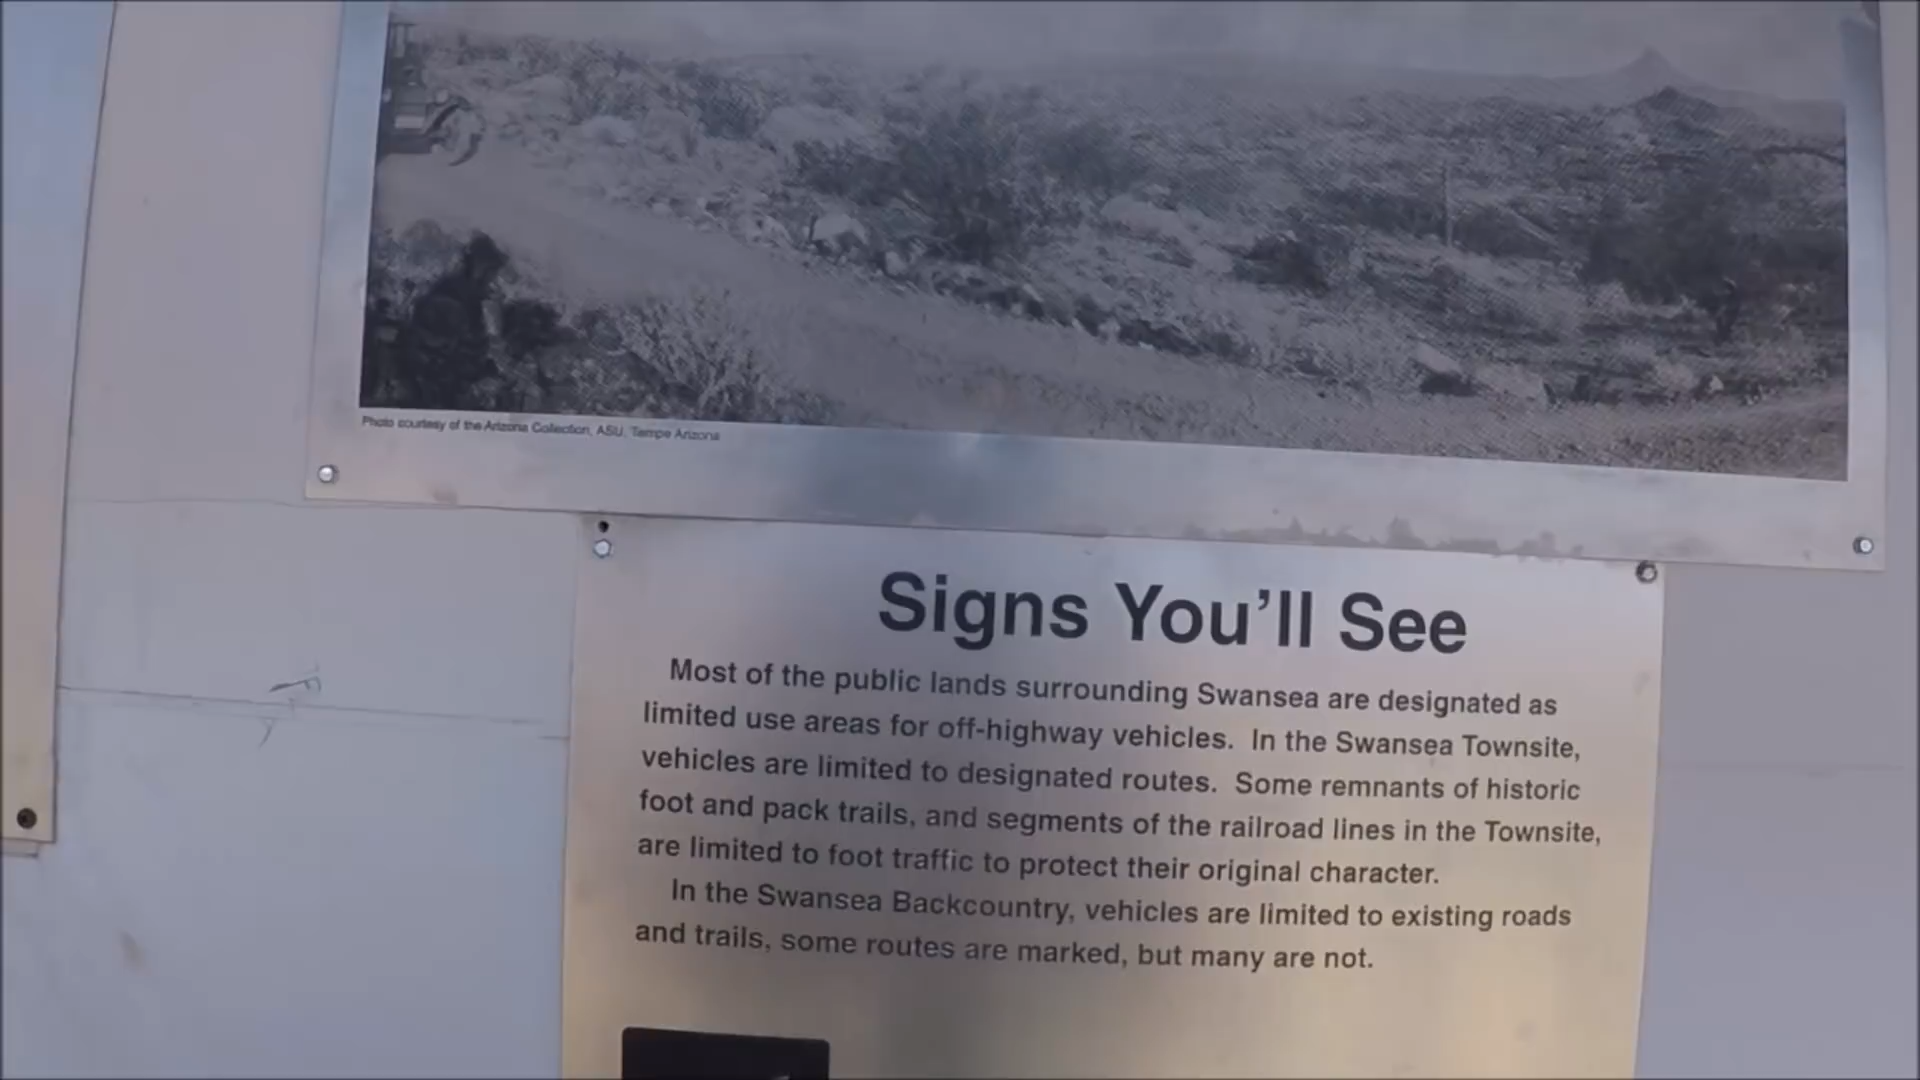 Photo courtesy of the Arizona Collection, ASU, Tempe Arizona
Signs You'll See
Most of the public lands surrounding Swansea are designated as
limited use areas for off-highway vehicles. In the Swansea Townsite,
vehicles are limited to designated routes. Some remnants of historic
foot and pack trails, and segments of the railroad lines in the Townsite,
are limited to foot traffic to protect their original character.
In the Swansea Backcountry, vehicles are limited to existing roads
and trails, some routes are marked, but many are not.